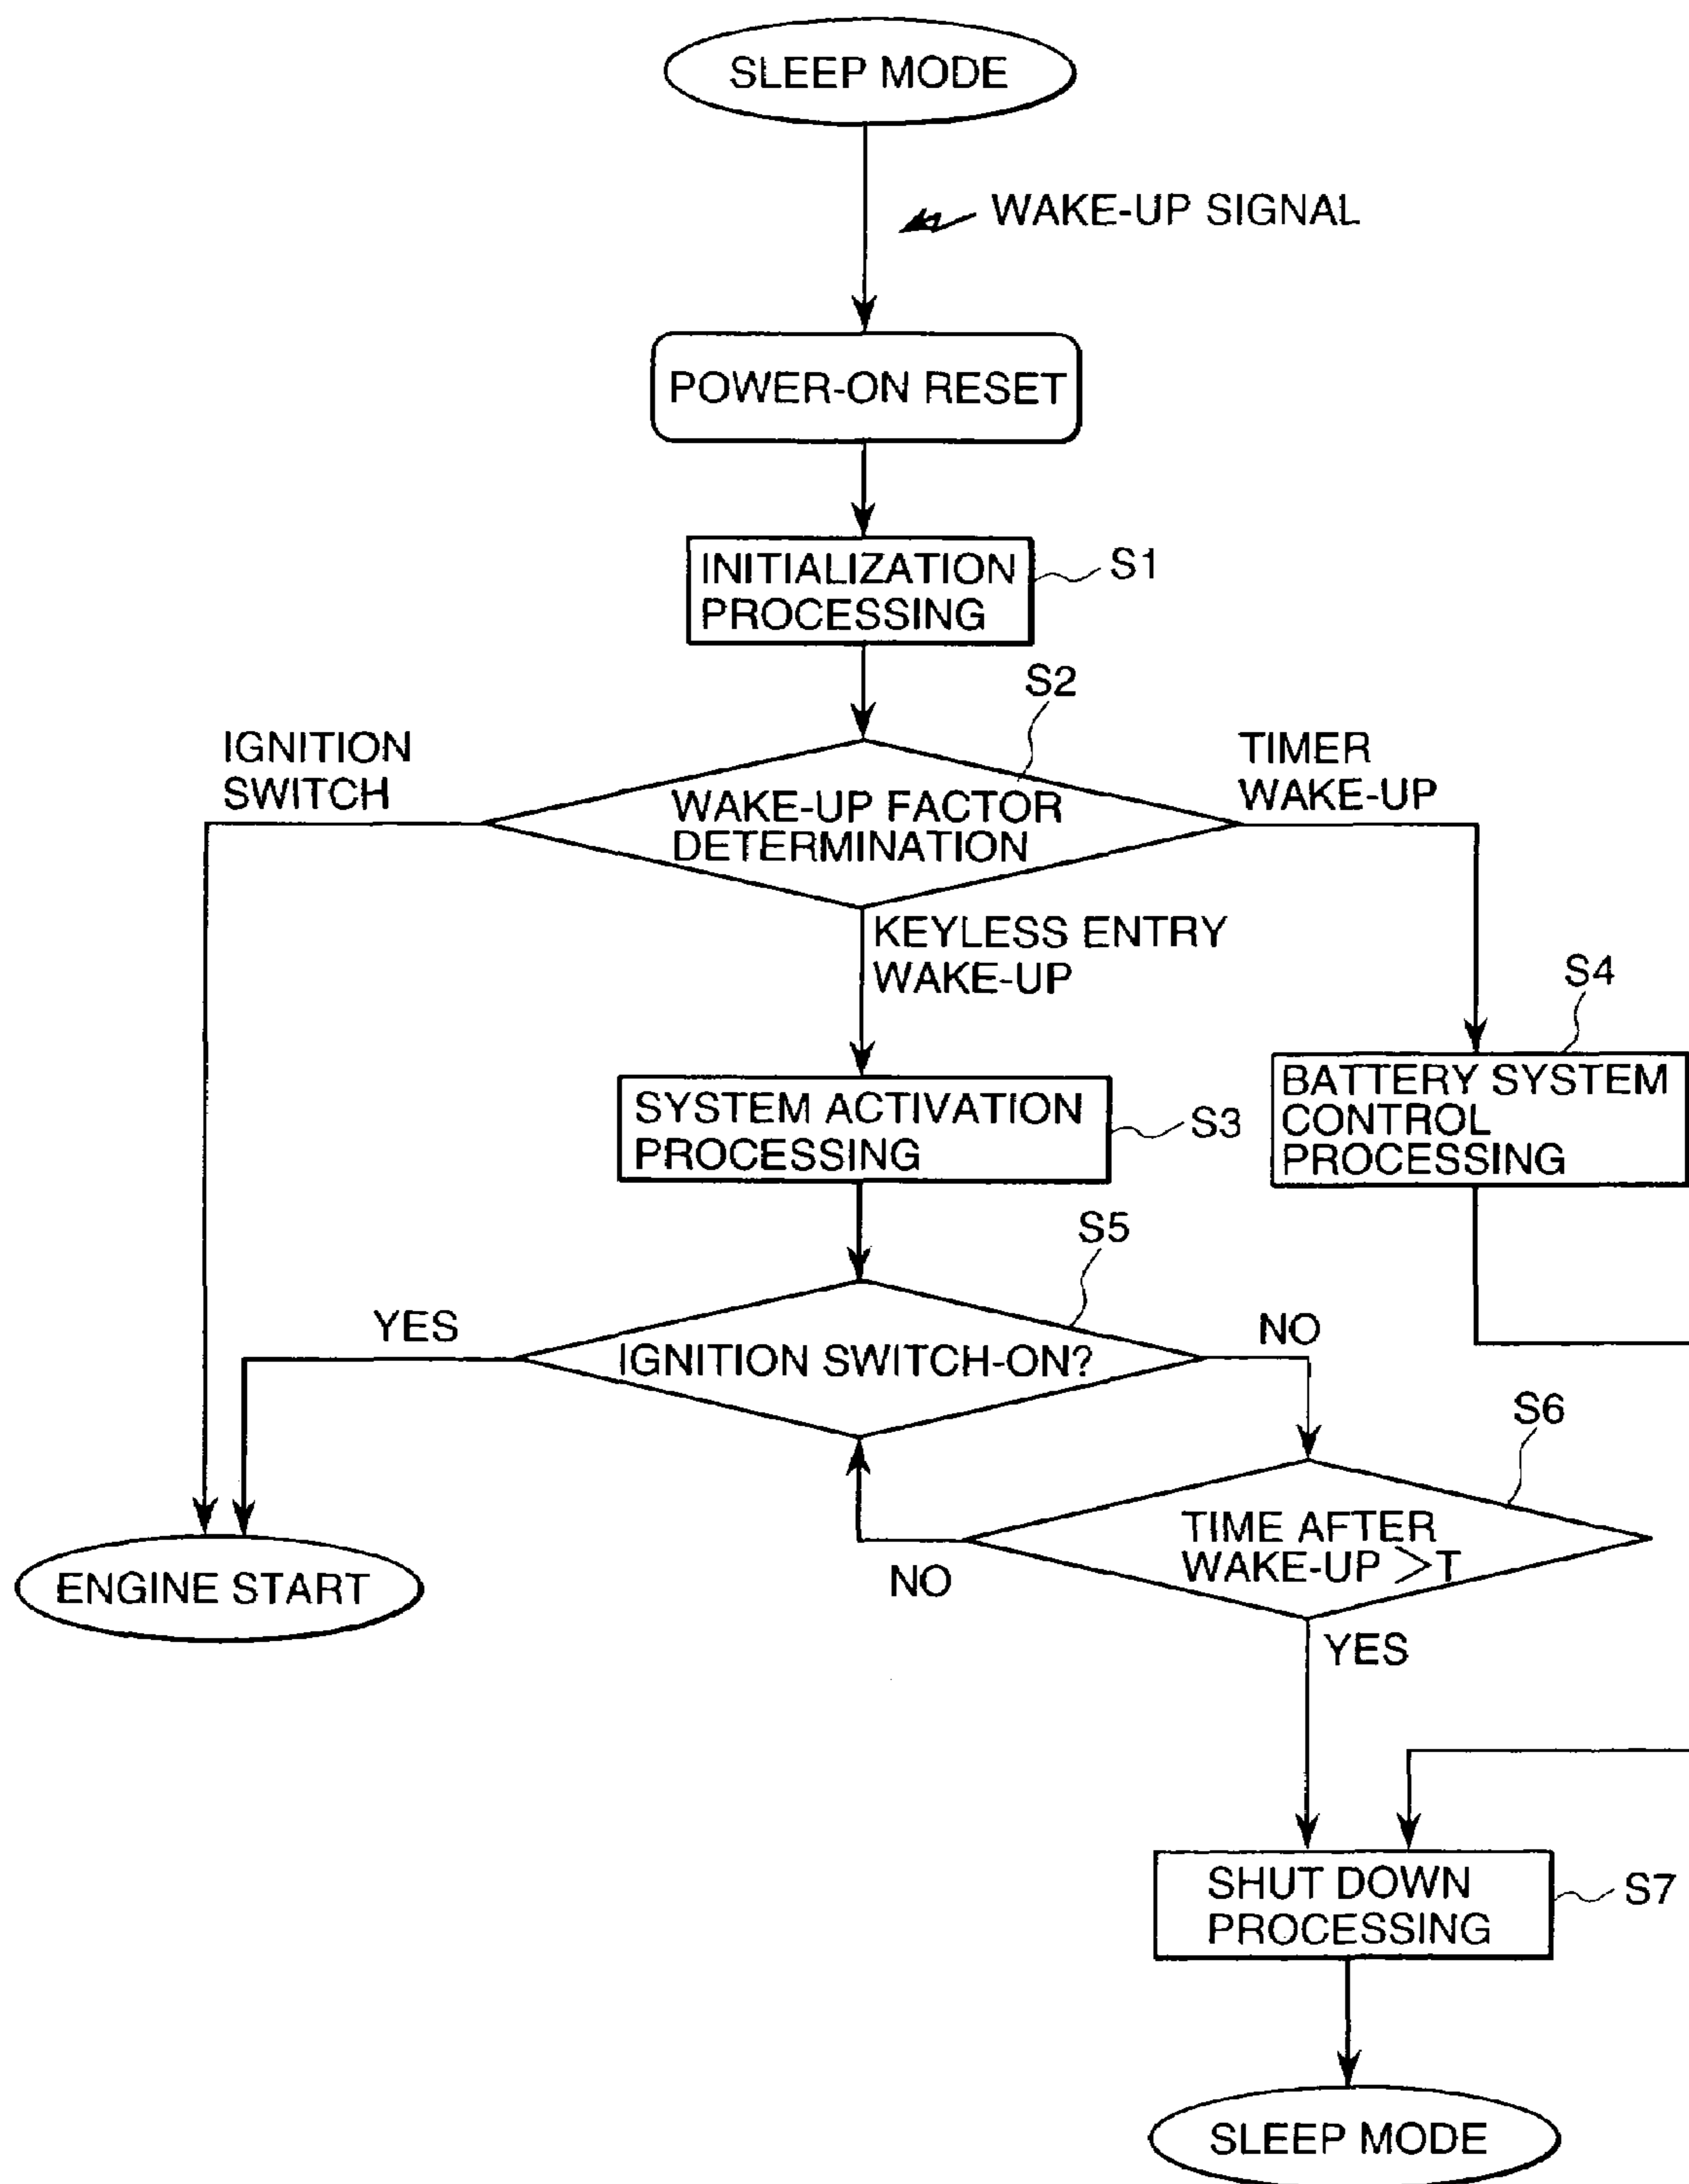 SLEEP MODE
WAKE-UP SIGNAL
POWER-ON RESET
INITIALIZATION
PROCESSING
S1
S2
IGNITION
SWITCH
TIMER
WAKE-UP
WAKE-UP FACTOR
DETERMINATION
KEYLESS ENTRY
WAKE-UP
S4
SYSTEM ACTIVATION
PROCESSING
S3
BATTERY SYSTEM
CONTROL
PROCESSING
S5
YES
NO
IGNITION SWITCH-ON?
S6
TIME AFTER
WAKE-UP >T
NO
ENGINE START
YES
SHUT DOWN
PROCESSING
S7
SLEEP MODE